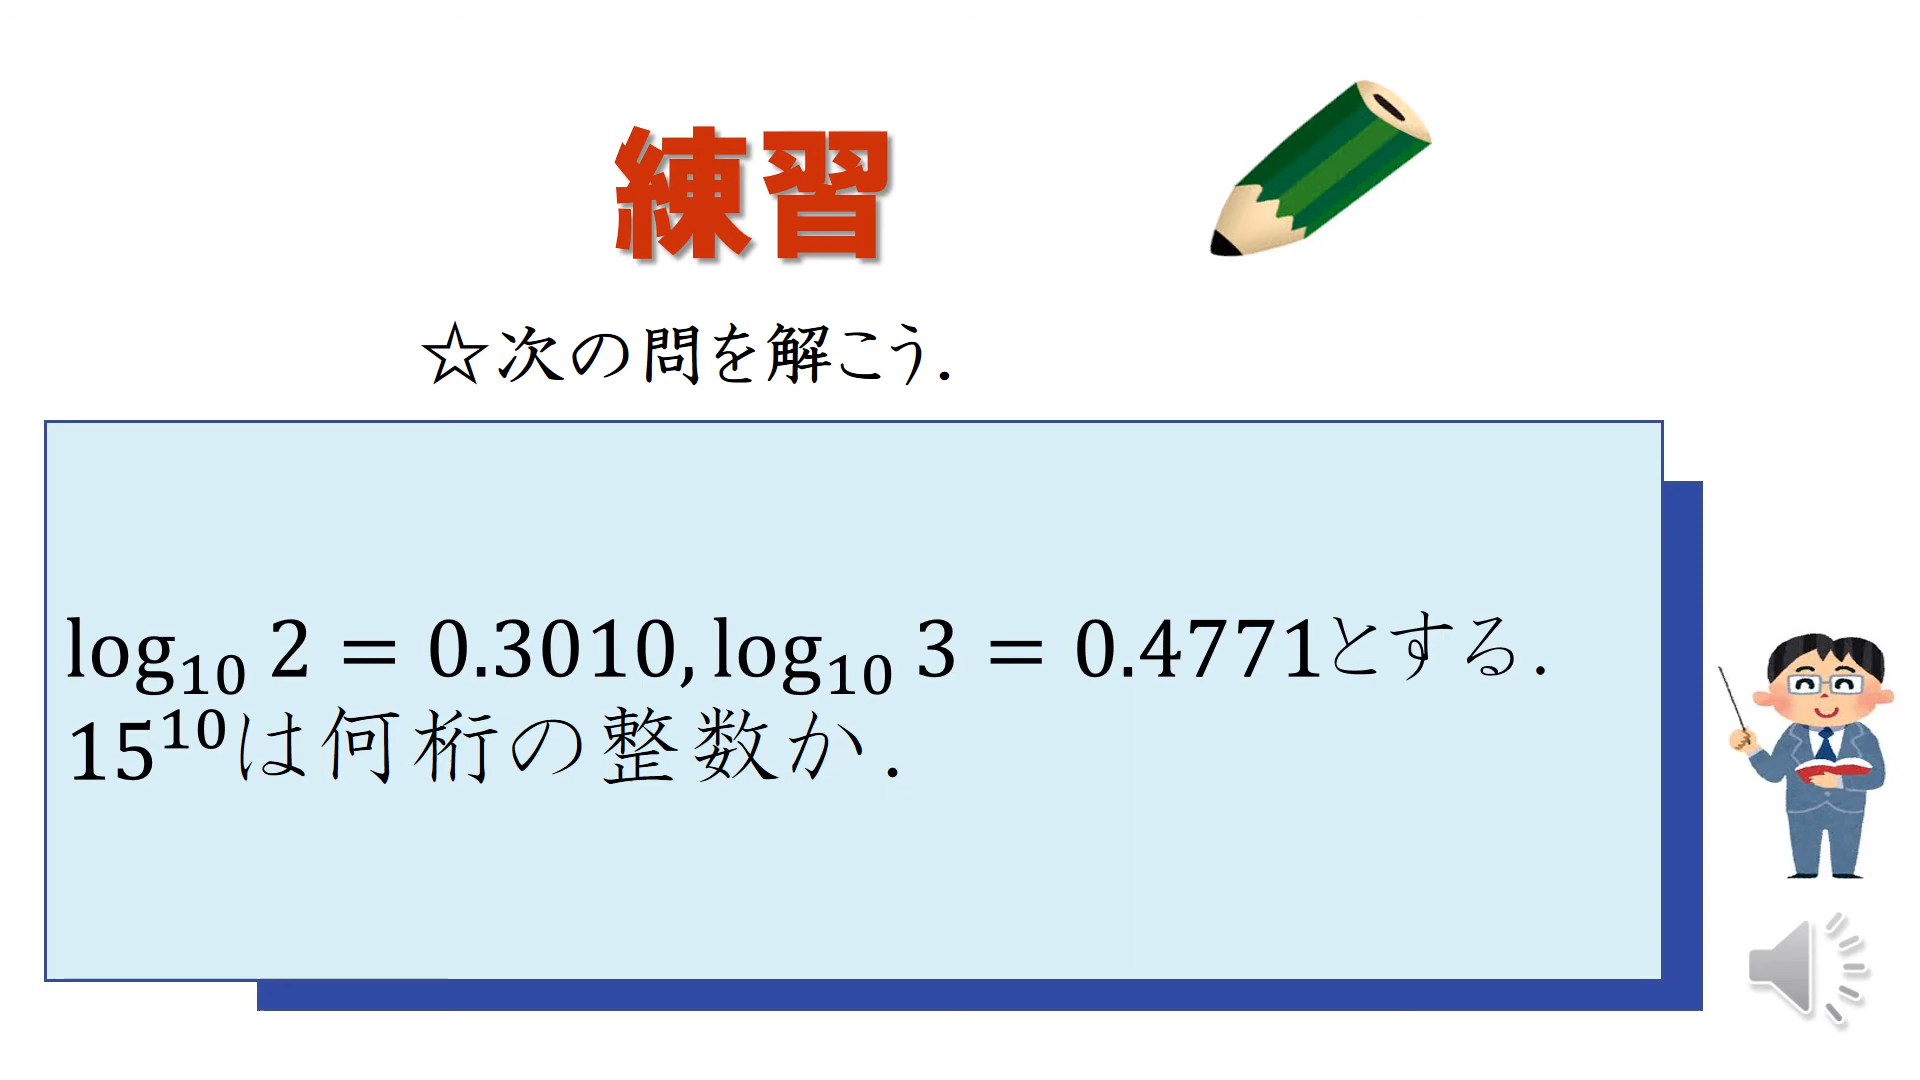 練習
☆次の問を解こう.
log₁₀ 2 = 0.3010, log₁₀ 3 = 0.4771とする.
15¹⁰は何桁の整数か.